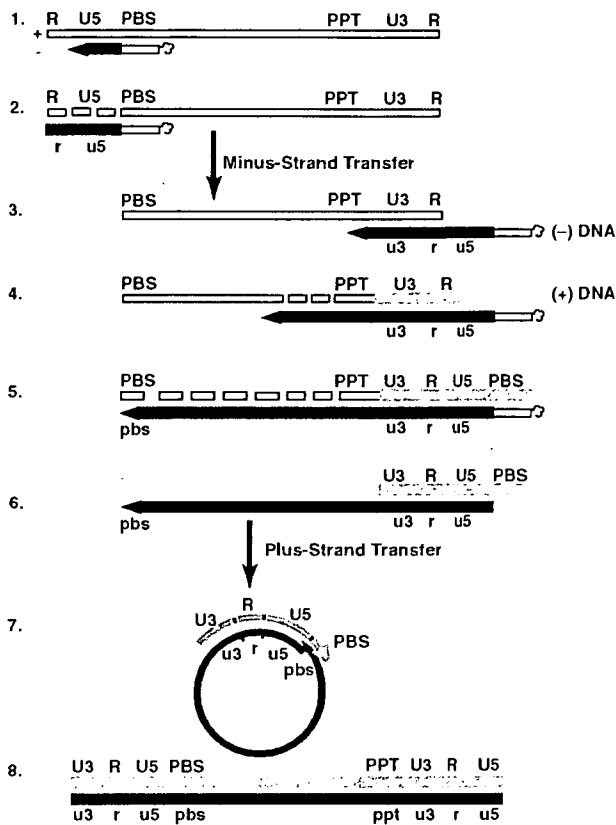 1. R U5 PBS PPT U3 R
+
-
2. R U5 PBS PPT U3 R
r u5
Minus-Strand Transfer
3. PBS PPT U3 R
(–) DNA
u3 r u5
4. PBS PPT U3 R (+) DNA
u3 r u5
5. PBS PPT U3 R U5 PBS
pbs u3 r u5
U3 R U5 PBS
6.
pbs u3 r u5
Plus-Strand Transfer
7. U3 R U5 PBS
u3 r u5 pbs
8. U3 R U5 PBS PPT U3 R U5
u3 r u5 pbs ppt u3 r u5